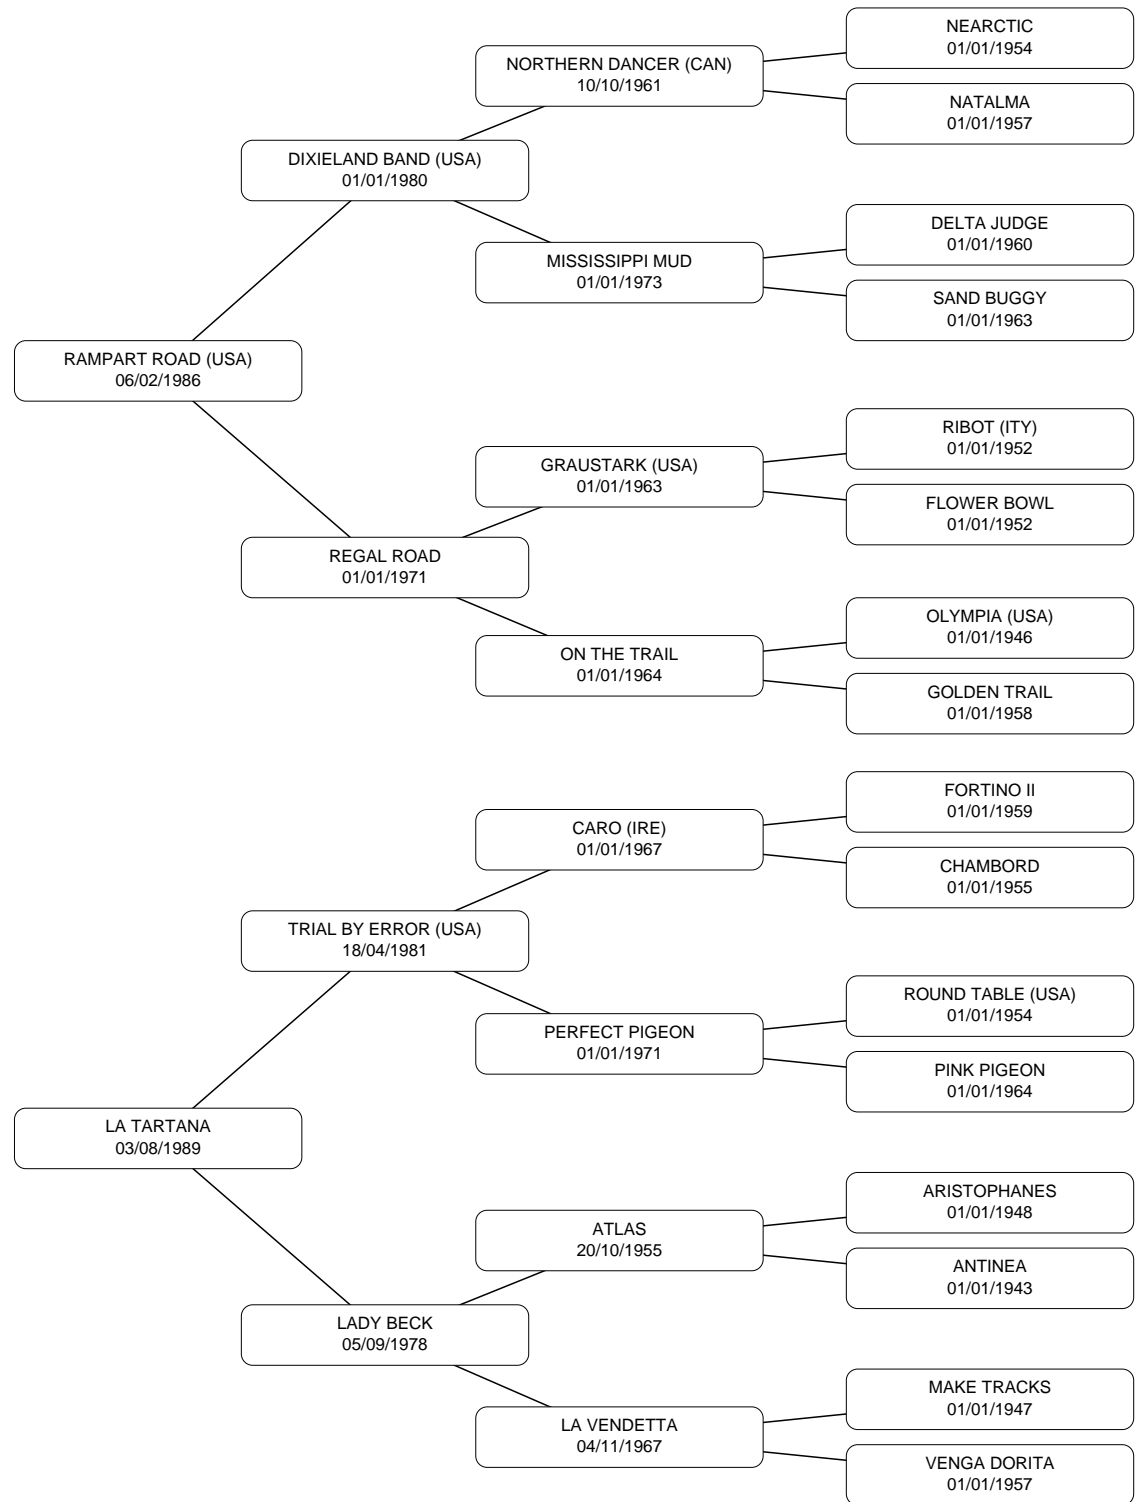 NEARCTIC
01/01/1954
NORTHERN DANCER (CAN)
10/10/1961
NATALMA
01/01/1957
DIXIELAND BAND (USA)
01/01/1980
DELTA JUDGE
01/01/1960
MISSISSIPPI MUD
01/01/1973
SAND BUGGY
01/01/1963
RAMPART ROAD (USA)
06/02/1986
RIBOT (ITY)
01/01/1952
GRAUSTARK (USA)
01/01/1963
FLOWER BOWL
01/01/1952
REGAL ROAD
01/01/1971
OLYMPIA (USA)
01/01/1946
ON THE TRAIL
01/01/1964
GOLDEN TRAIL
01/01/1958
FORTINO II
01/01/1959
CARO (IRE)
01/01/1967
CHAMBORD
01/01/1955
TRIAL BY ERROR (USA)
18/04/1981
ROUND TABLE (USA)
01/01/1954
PERFECT PIGEON
01/01/1971
PINK PIGEON
01/01/1964
LA TARTANA
03/08/1989
ARISTOPHANES
01/01/1948
ATLAS
20/10/1955
ANTINEA
01/01/1943
LADY BECK
05/09/1978
MAKE TRACKS
01/01/1947
LA VENDETTA
04/11/1967
VENGA DORITA
01/01/1957